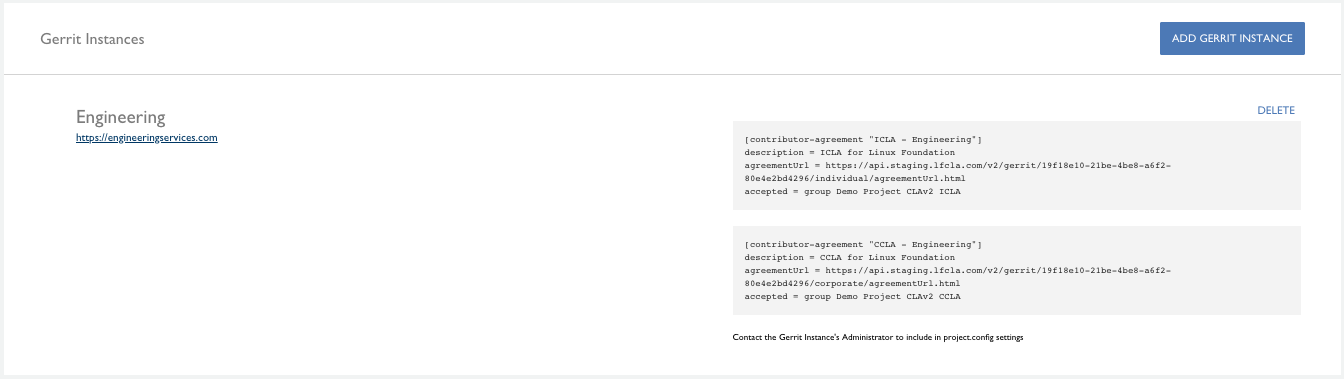 Gerrit Instances
ADD GERRIT INSTANCE
Engineering
https://engineeringservices.com
DELETE
[contributor-agreement "ICLA - Engineering"]
description = ICLA for Linux Foundation
agreementUrl = https://api.staging.lfcla.com/v2/gerrit/19f18e10-21be-4be8-a6f2-
80e4e2bd4296/individual/agreementUrl.html
accepted = group Demo Project CLAv2 ICLA
[contributor-agreement "CCLA - Engineering"]
description = CCLA for Linux Foundation
agreementUrl = https://api.staging.lfcla.com/v2/gerrit/19f18e10-21be-4be8-a6f2-
80e4e2bd4296/corporate/agreementUrl.html
accepted = group Demo Project CLAv2 CCLA
Contact the Gerrit Instance's Administrator to include in project.config settings